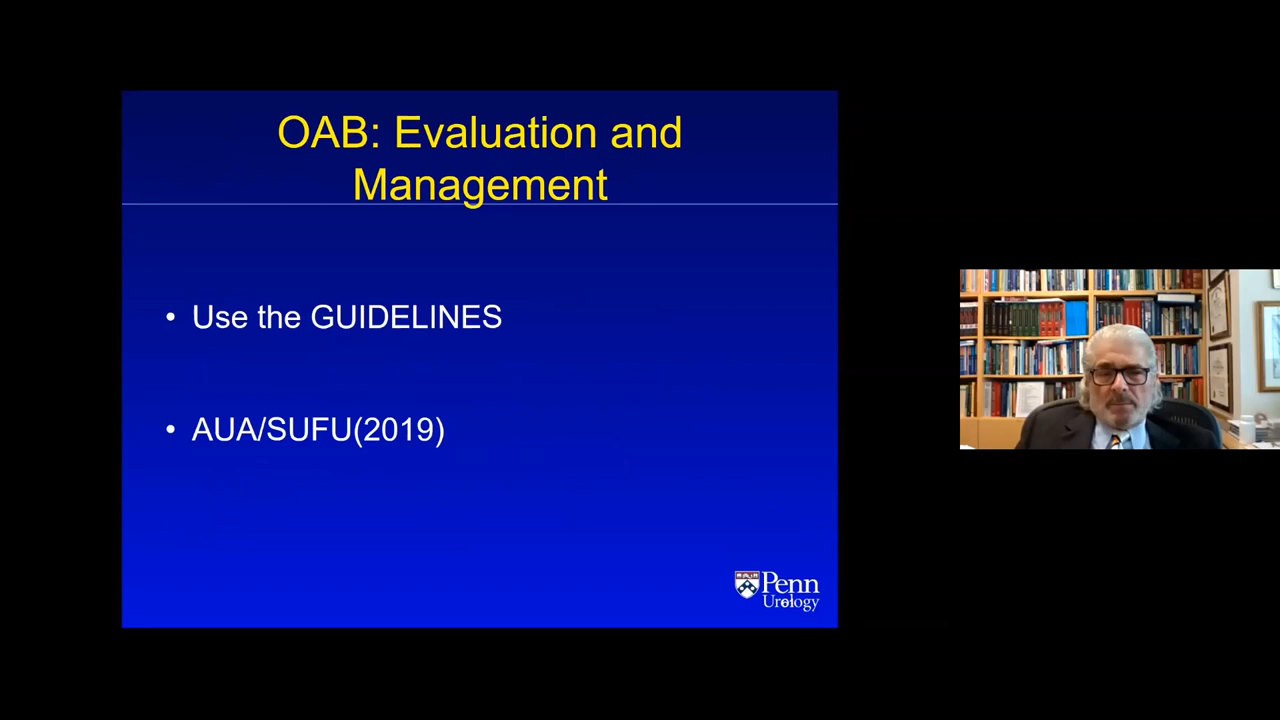 OAB: Evaluation and
Management
• Use the GUIDELINES
• AUA/SUFU(2019)
Penn
Urology